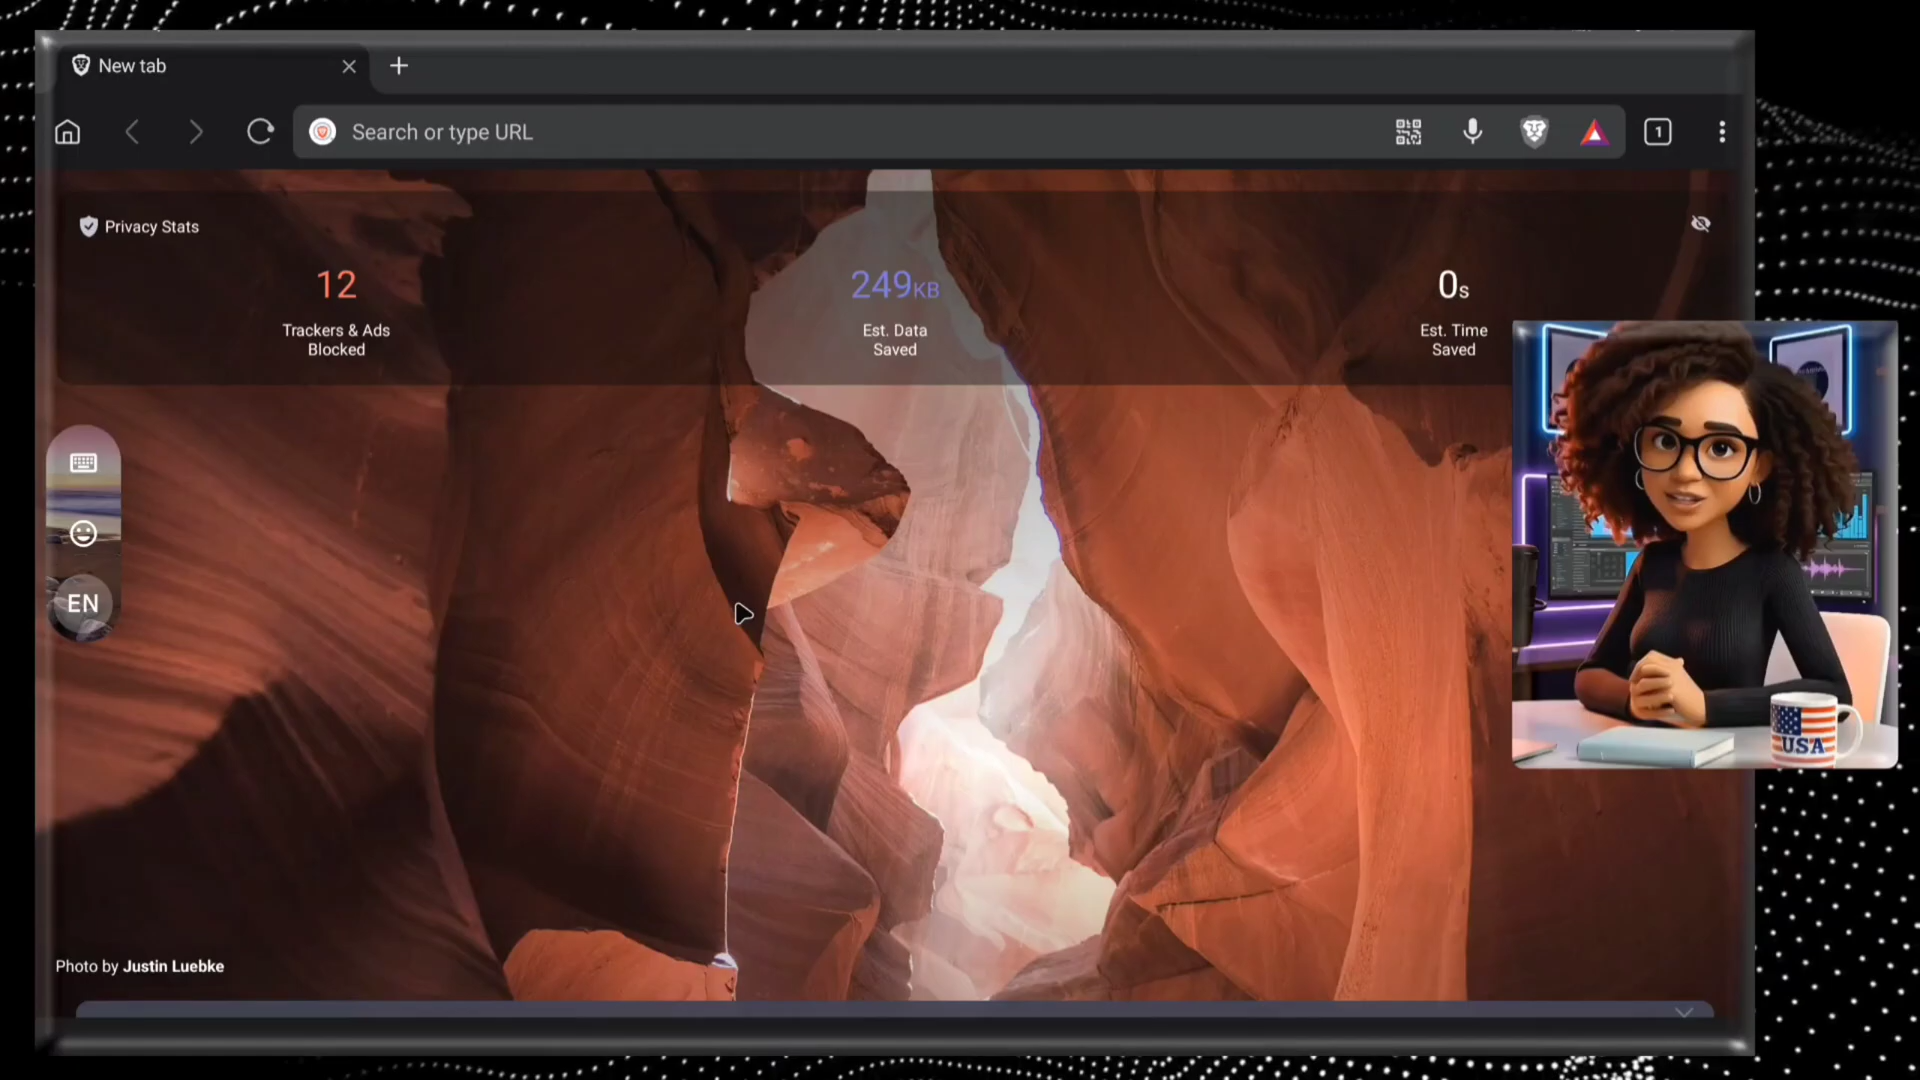 New tab
Search or type URL
1
Privacy Stats
12
249KB
0s
Trackers & Ads
Blocked
Est. Data
Saved
Est. Time
Saved
EN
USA
Photo by Justin Luebke